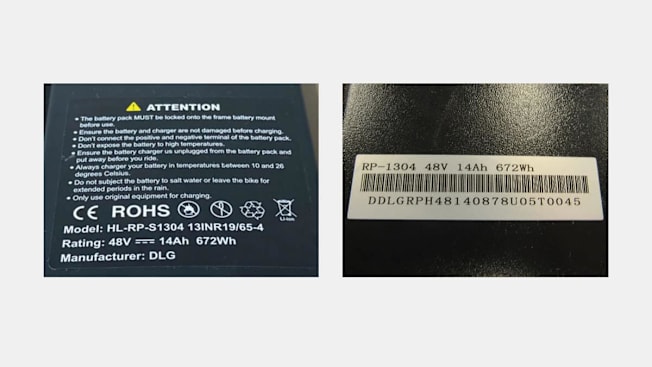 ⚠ ATTENTION
• The battery pack MUST be locked onto the frame battery mount
before use.
• Ensure the battery and charger are not damaged before charging.
• Don't connect the positive and negative terminal of the battery pack.
• Don't expose the battery to high temperatures.
• Ensure the battery charger us unplugged from the battery pack and
put away before you ride.
• Always charger your battery in temperatures between 10 and 26
degrees Celsius.
• Do not subject the battery to salt water or leave the bike for
extended periods in the rain.
• Only use original equipment for charging.
CE ROHS Li-ion
Model: HL-RP-S1304 13INR19/65-4
Rating: 48V ⎓ 14Ah 672Wh
Manufacturer: DLG
RP-1304 48V 14Ah 672Wh
DDLGRPH48140878U05T0045